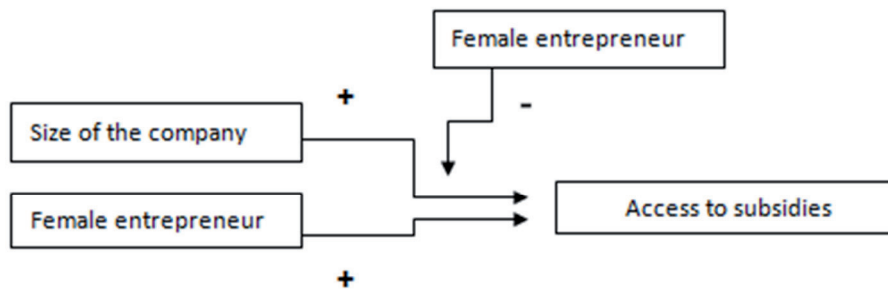 Female entrepreneur
+
-
Size of the company
Female entrepreneur
Access to subsidies
+